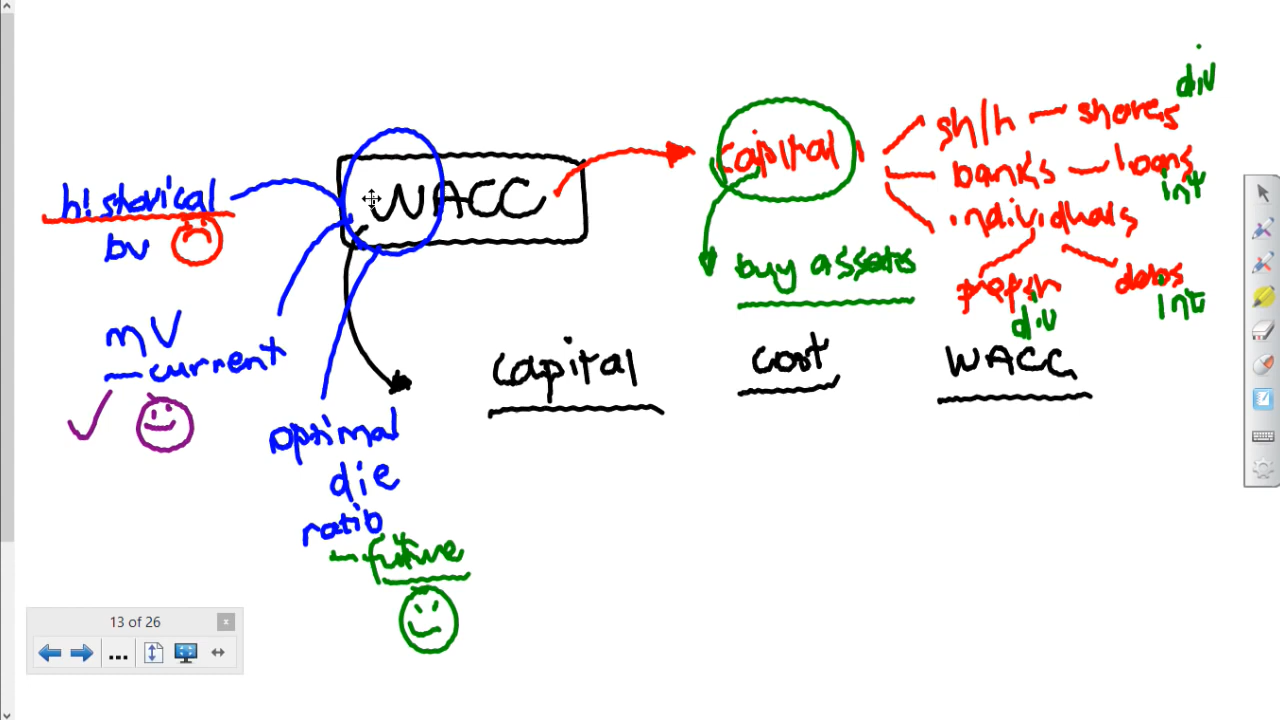 WACC
historical
bv
mV
- current
optimal
d:e
ratio
- future
capital
buy assets
sh/h - shares
div
banks - loans
int
individuals
prefsh
div
debs
int
capital
cost
WACC
13 of 26